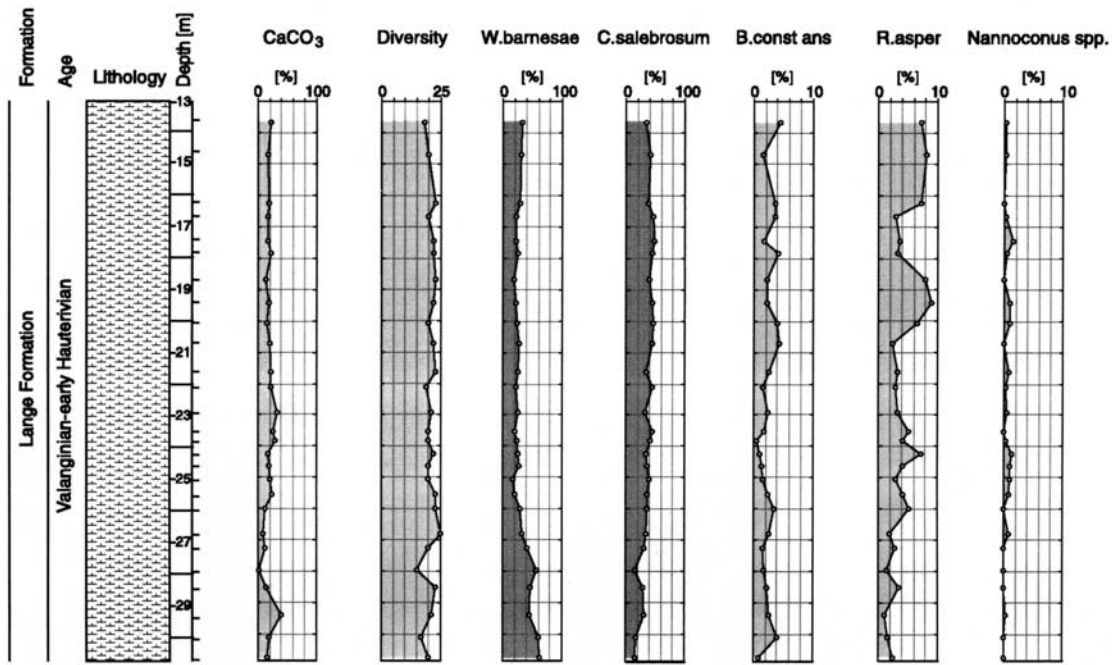 Formation
Age
Lithology
Depth [m]
CaCO3
Diversity
W.barnesae
C.salebrosum
B.const ans
R.asper
Nannoconus spp.
[%]
[%]
[%]
[%]
[%]
[%]
0 100
0 25
0 100
0 100
0 10
0 10
0 10
Lange Formation
Valanginian-early Hauterivian
13
15
17
19
21
23
25
27
29